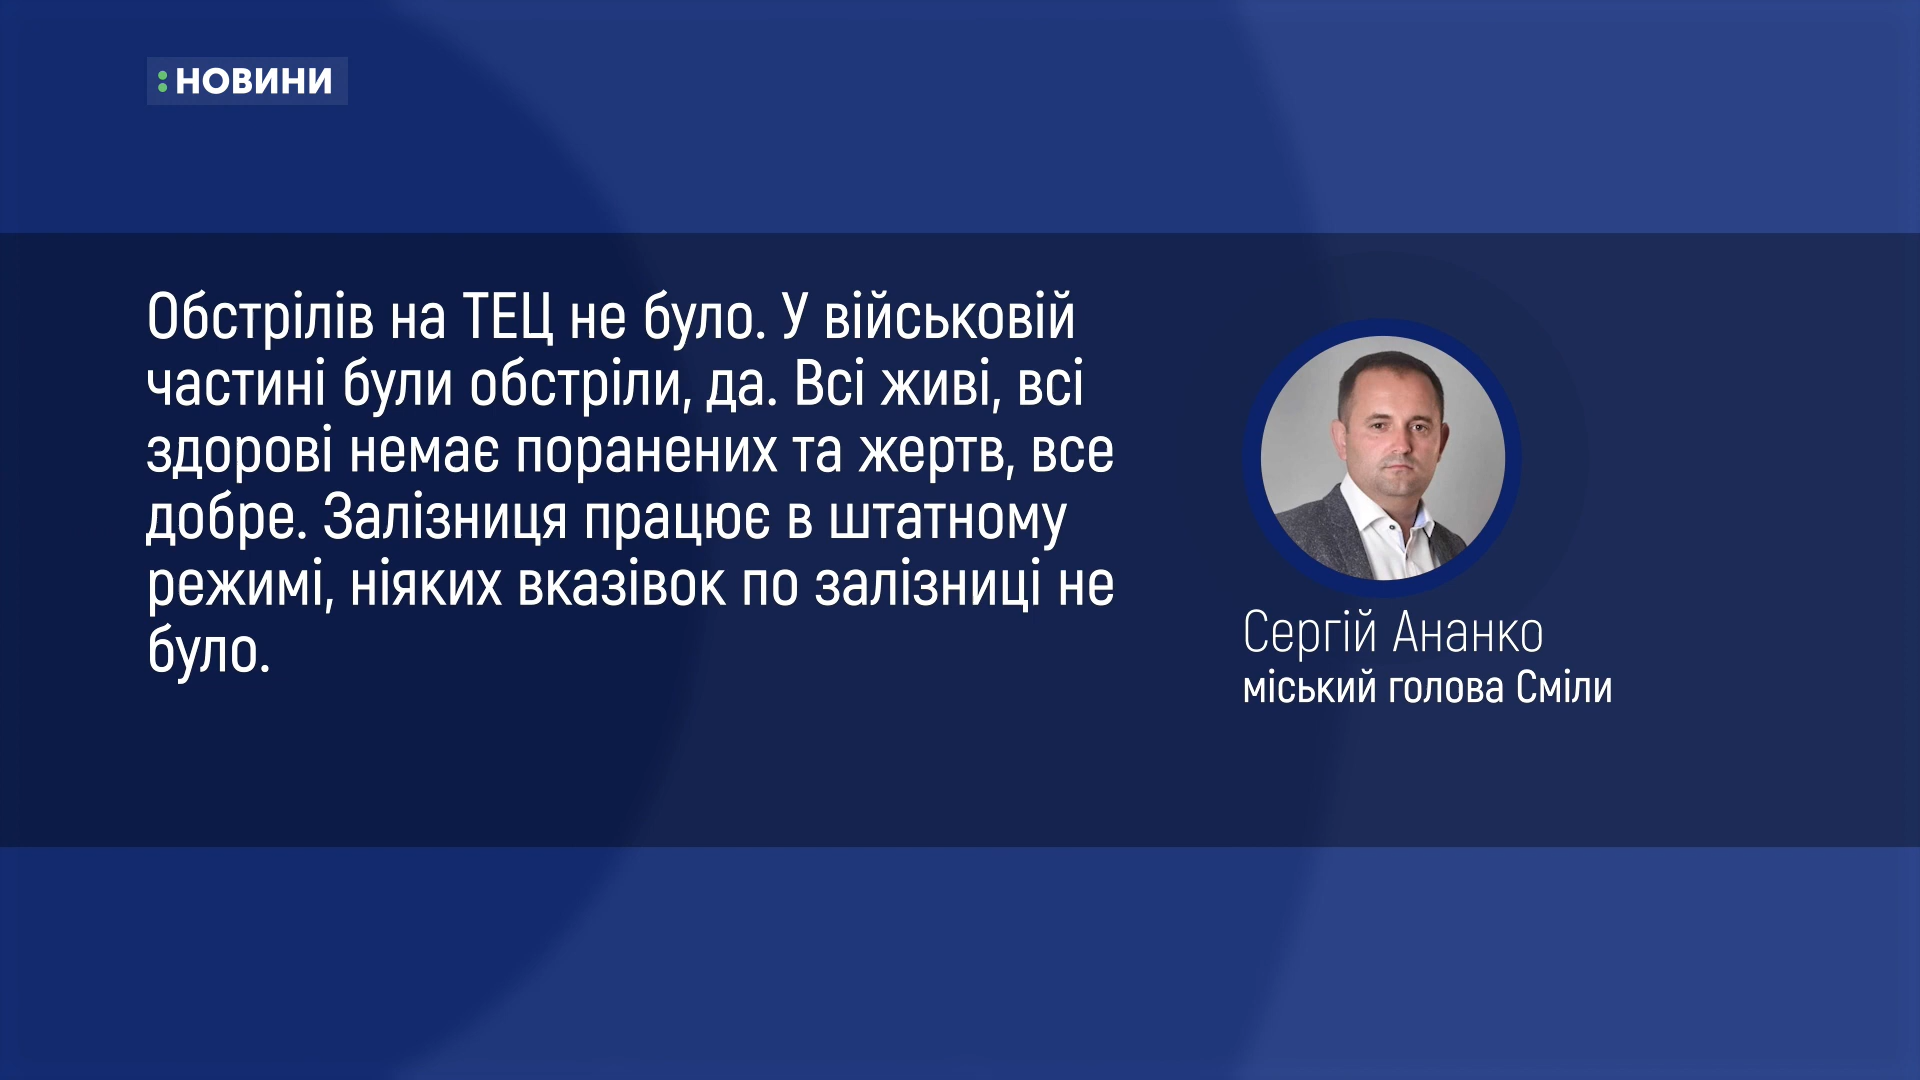 :НОВИНИ
Обстрілів на ТЕЦ не було. У військовій
частині були обстріли, да. Всі живі, всі
здорові немає поранених та жертв, все
добре. Залізниця працює в штатному
режимі, ніяких вказівок по залізниці не
було.
Сергій Ананко
міський голова Сміли